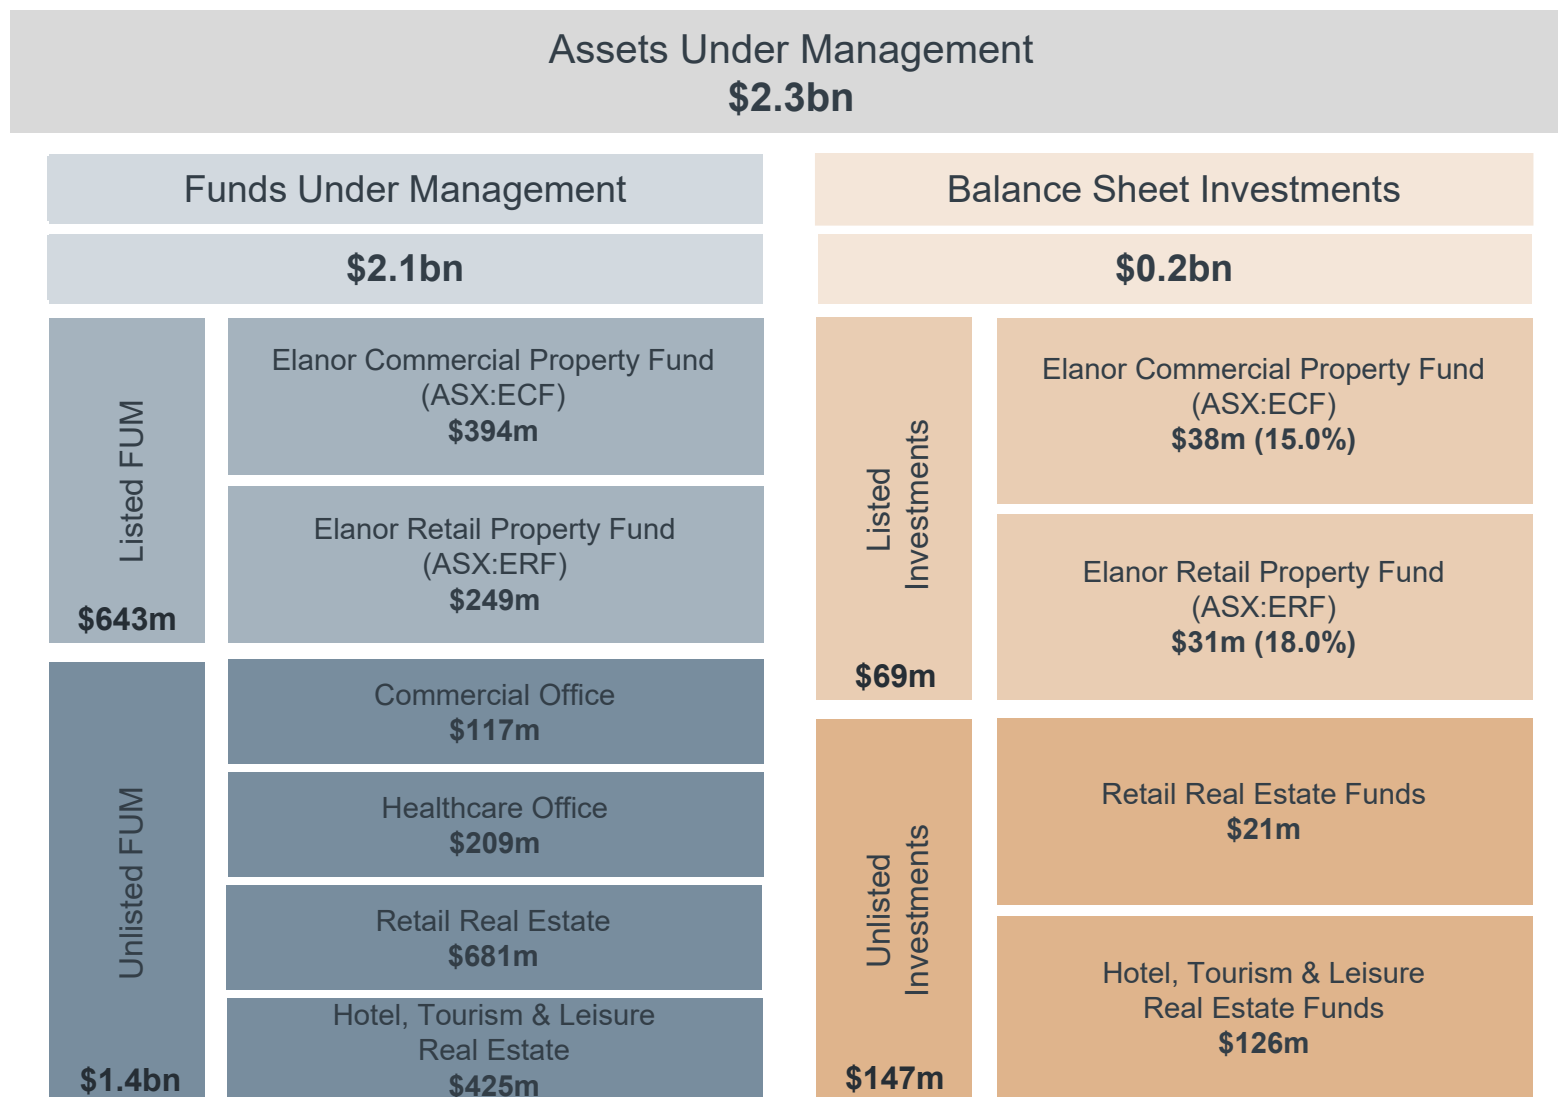 Assets Under Management
$2.3bn
Funds Under Management
$2.1bn
Listed FUM
$643m
Elanor Commercial Property Fund
(ASX:ECF)
$394m
Elanor Retail Property Fund
(ASX:ERF)
$249m
Unlisted FUM
$1.4bn
Commercial Office
$117m
Healthcare Office
$209m
Retail Real Estate
$681m
Hotel, Tourism & Leisure
Real Estate
$425m
Balance Sheet Investments
$0.2bn
Listed
Investments
$69m
Elanor Commercial Property Fund
(ASX:ECF)
$38m (15.0%)
Elanor Retail Property Fund
(ASX:ERF)
$31m (18.0%)
Unlisted
Investments
$147m
Retail Real Estate Funds
$21m
Hotel, Tourism & Leisure
Real Estate Funds
$126m